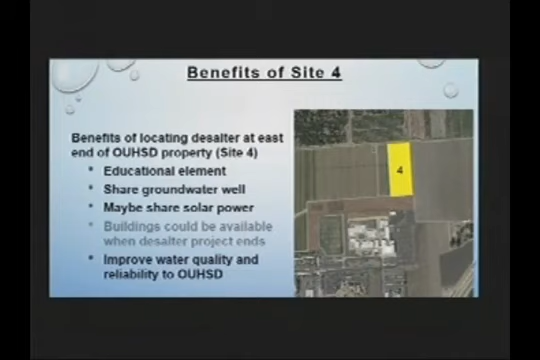 Benefits of Site 4
Benefits of locating desalter at east
end of OUHSD property (Site 4)
• Educational element
• Share groundwater well
• Maybe share solar power
• Buildings could be available
when desalter project ends
• Improve water quality and
reliability to OUHSD
4